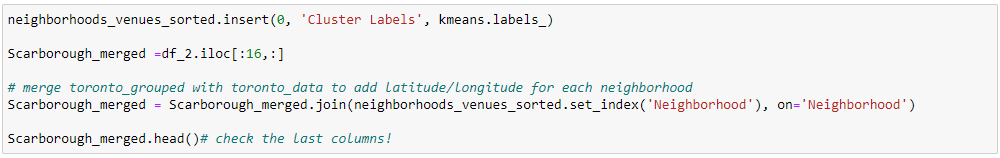 neighborhoods_venues_sorted.insert(0, 'Cluster Labels', kmeans.labels_)
Scarborough_merged =df_2.iloc[:16,:]
# merge toronto_grouped with toronto_data to add latitude/longitude for each neighborhood
Scarborough_merged = Scarborough_merged.join(neighborhoods_venues_sorted.set_index('Neighborhood'), on='Neighborhood')
Scarborough_merged.head()# check the last columns!